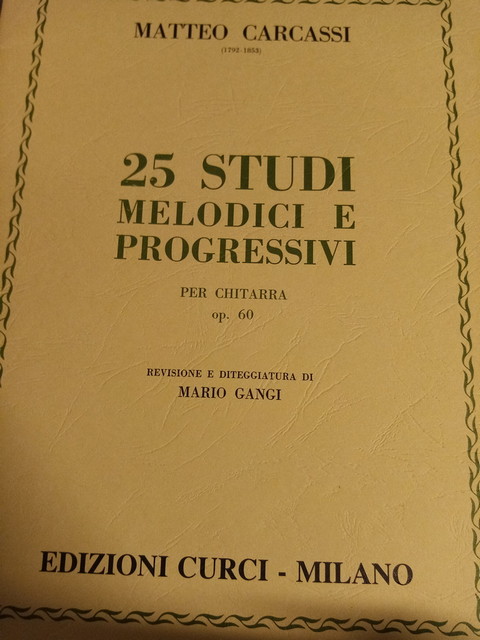 MATTEO CARCASSI
(1792-1853)
25 STUDI
MELODICI E
PROGRESSIVI
PER CHITARRA
op. 60
REVISIONE E DITEGGIATURA DI
MARIO GANGI
EDIZIONI CURCI - MILANO